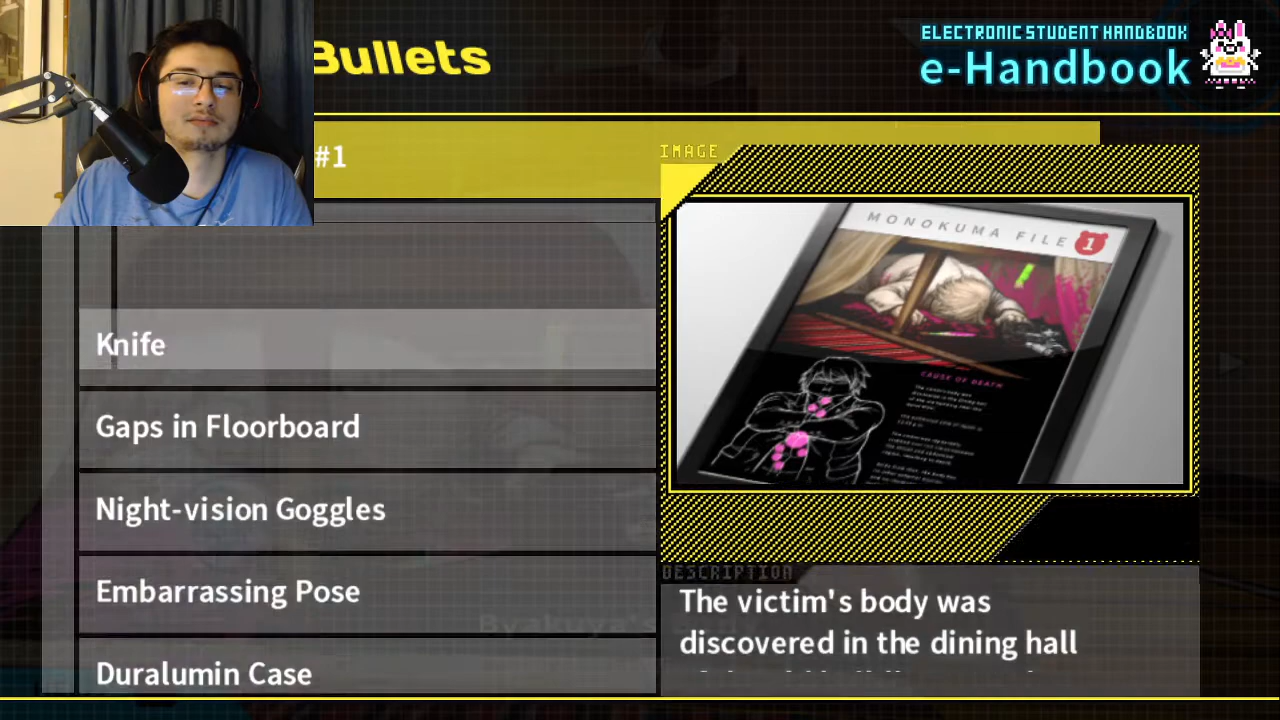 Bullets
ELECTRONIC STUDENT HANDBOOK
e-Handbook
#1
IMAGE
MONOKUMA FILE 1
CAUSE OF DEATH
Knife
Gaps in Floorboard
Night-vision Goggles
Embarrassing Pose
Duralumin Case
DESCRIPTION
The victim's body was
discovered in the dining hall